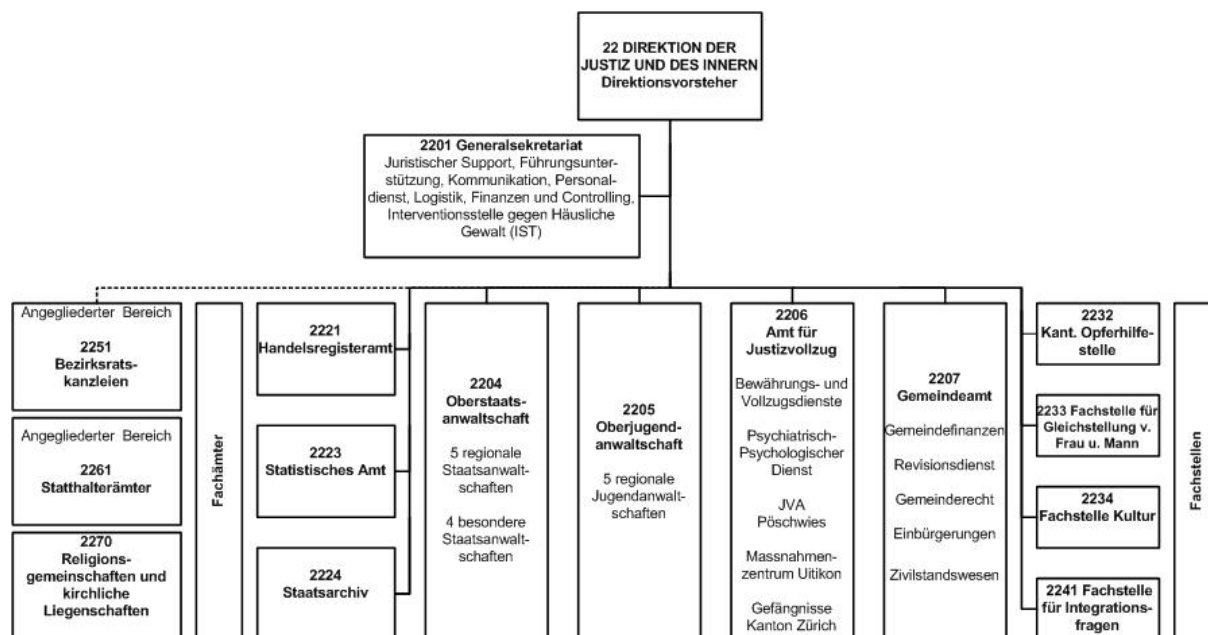 22 DIREKTION DER
JUSTIZ UND DES INNERN
Direktionsvorsteher
2201 Generalsekretariat
Juristischer Support, Führungsunter-
stützung, Kommunikation, Personal-
dienst, Logistik, Finanzen und Controlling,
Interventionsstelle gegen Häusliche
Gewalt (IST)
Angegliederter Bereich
2251
Bezirksrats-
kanzleien
Angegliederter Bereich
2261
Statthalterämter
2270
Religions-
gemeinschaften und
kirchliche
Liegenschaften
Fachämter
2221
Handelsregisteramt
2223
Statistisches Amt
2224
Staatsarchiv
2204
Oberstaats-
anwaltschaft
5 regionale
Staatsanwalt-
schaften
4 besondere
Staatsanwalt-
schaften
2205
Oberjugend-
anwaltschaft
5 regionale
Jugendanwalt-
schaften
2206
Amt für
Justizvollzug
Bewährungs- und
Vollzugsdienste
Psychiatrisch-
Psychologischer
Dienst
JVA
Pöschwies
Massnahmen-
zentrum Uitikon
Gefängnisse
Kanton Zürich
2207
Gemeindeamt
Gemeindefinanzen
Revisionsdienst
Gemeinderecht
Einbürgerungen
Zivilstandswesen
2232
Kant. Opferhilfe-
stelle
2233 Fachstelle für
Gleichstellung v.
Frau u. Mann
2234
Fachstelle Kultur
2241 Fachstelle
für Integrations-
fragen
Fachstellen